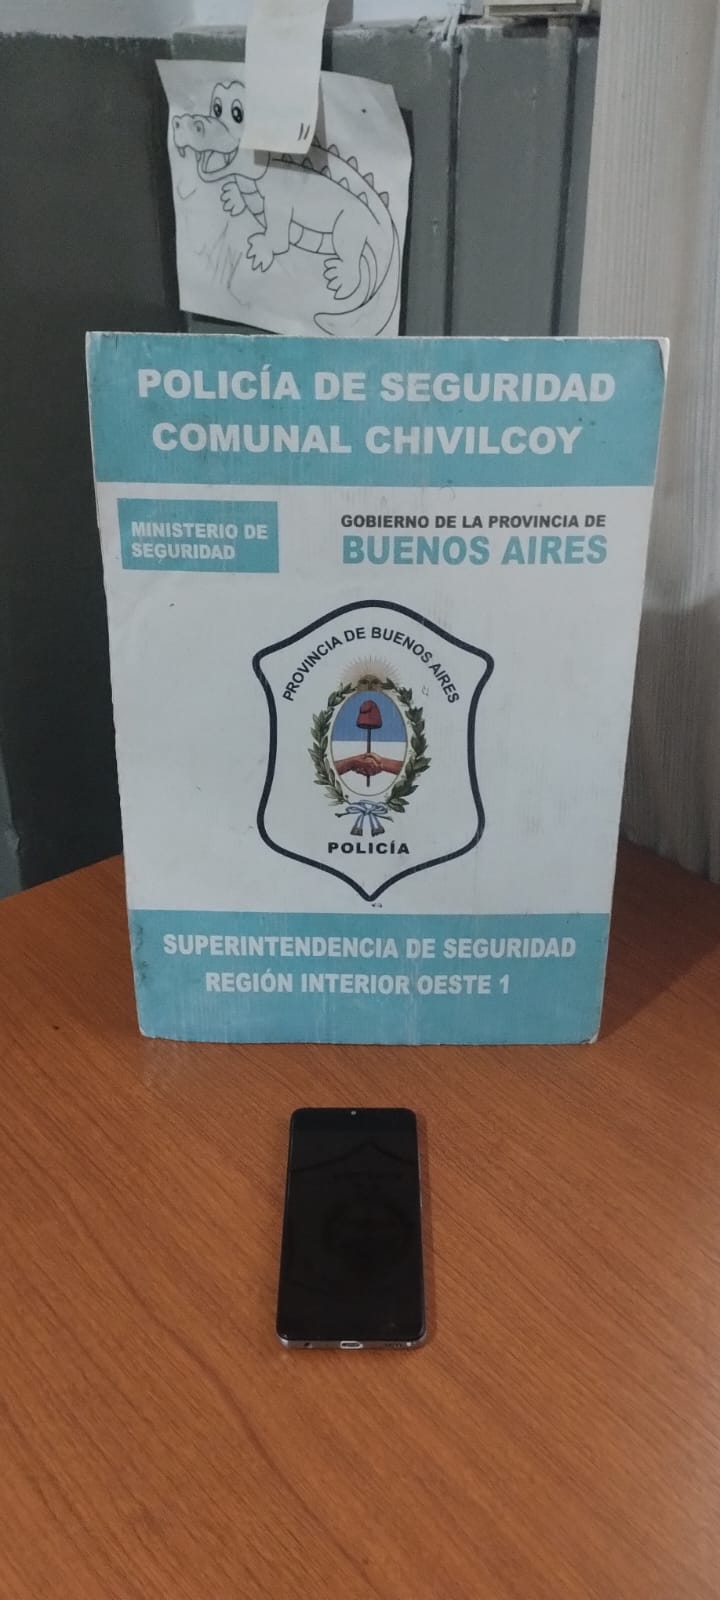 POLICÍA DE SEGURIDAD
COMUNAL CHIVILCOY
MINISTERIO DE
SEGURIDAD
GOBIERNO DE LA PROVINCIA DE
BUENOS AIRES
PROVINCIA DE BUENOS AIRES
POLICÍA
SUPERINTENDENCIA DE SEGURIDAD
REGIÓN INTERIOR OESTE 1